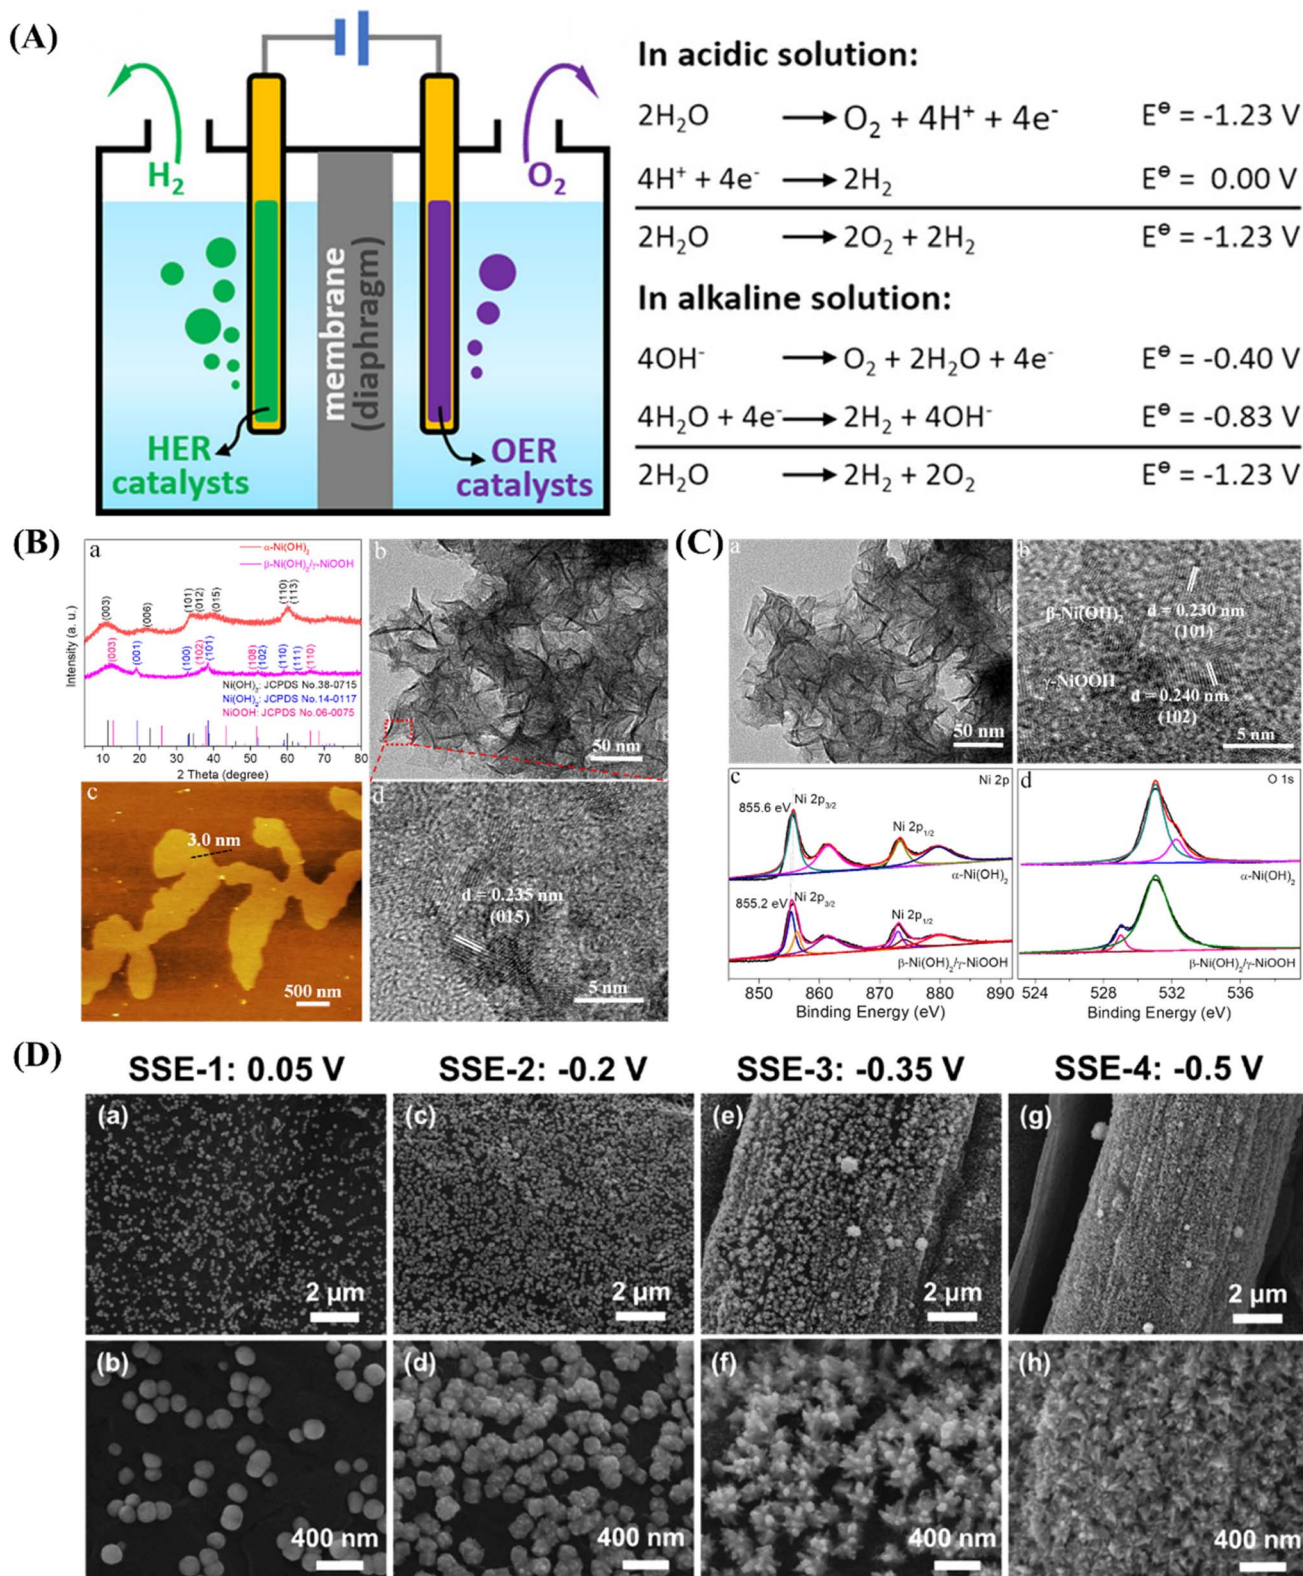 (A)
H₂
O₂
membrane
(diaphragm)
HER
catalysts
OER
catalysts
In acidic solution:
2H₂O → O₂ + 4H⁺ + 4e⁻ E⊖ = -1.23 V
4H⁺ + 4e⁻ → 2H₂ E⊖ = 0.00 V
2H₂O → 2O₂ + 2H₂ E⊖ = -1.23 V
In alkaline solution:
4OH⁻ → O₂ + 2H₂O + 4e⁻ E⊖ = -0.40 V
4H₂O + 4e⁻ → 2H₂ + 4OH⁻ E⊖ = -0.83 V
2H₂O → 2H₂ + 2O₂ E⊖ = -1.23 V
(B)
a
α-Ni(OH)₂
β-Ni(OH)₂/γ-NiOOH
(003)
(006)
(101)
(012)
(015)
(110)
(113)
(003)
(001)
(100)
(102)
(101)
(108)
(102)
(110)
(111)
(110)
Ni(OH)₂: JCPDS No.38-0715
Ni(OH)₂: JCPDS No.14-0117
NiOOH: JCPDS No.06-0075
Intensity (a. u.)
10 20 30 40 50 60 70 80
2 Theta (degree)
b
50 nm
c
3.0 nm
500 nm
d
d = 0.235 nm
(015)
5 nm
(C)
a
50 nm
b
β-Ni(OH)₂
d = 0.230 nm
(101)
γ-NiOOH
d = 0.240 nm
(102)
5 nm
c
Ni 2p
855.6 eV
Ni 2p₃/₂
Ni 2p₁/₂
α-Ni(OH)₂
855.2 eV
Ni 2p₃/₂
Ni 2p₁/₂
β-Ni(OH)₂/γ-NiOOH
850 860 870 880 890
Binding Energy (eV)
d
O 1s
α-Ni(OH)₂
β-Ni(OH)₂/γ-NiOOH
524 528 532 536
Binding Energy (eV)
(D)
SSE-1: 0.05 V
SSE-2: -0.2 V
SSE-3: -0.35 V
SSE-4: -0.5 V
(a)
2 µm
(c)
2 µm
(e)
2 µm
(g)
2 µm
(b)
400 nm
(d)
400 nm
(f)
400 nm
(h)
400 nm